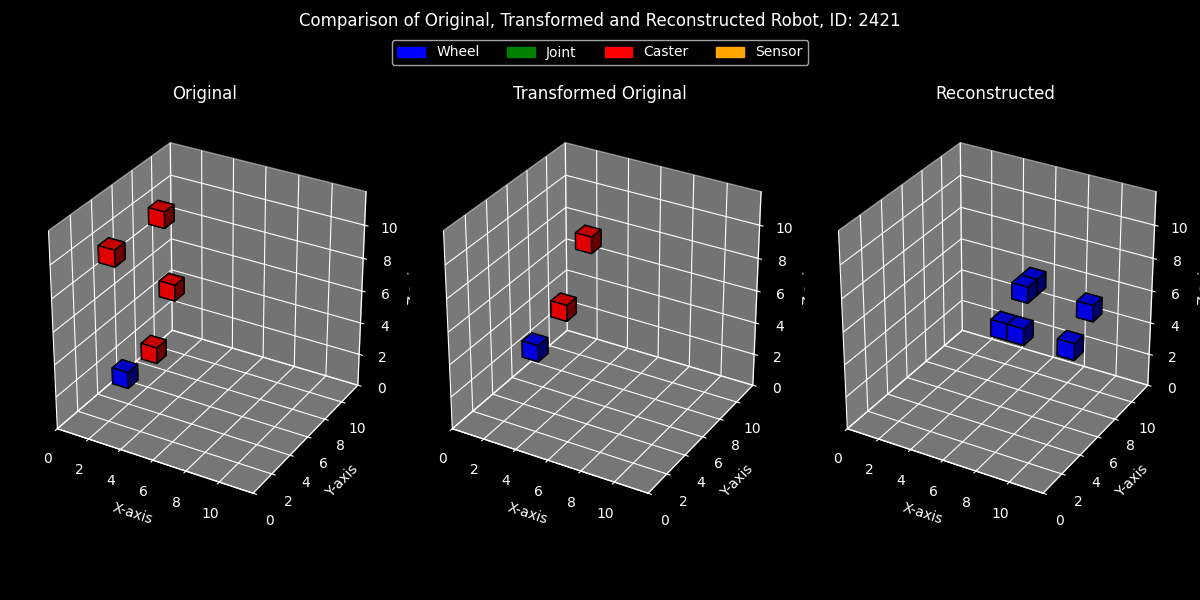 Comparison of Original, Transformed and Reconstructed Robot, ID: 2421
Wheel Joint Caster Sensor
Original Transformed Original Reconstructed
10 10 10
8 8 8
6 6 6
4 4 4
2 2 2
0 0 0
10 10 10
8 8 8
0 0 0
2 6 2 6 2 6
4 4 4 4 4 4
6 2 6 2 6 2
8 0 8 0 8 0
10 10 10
X-axis Y-axis X-axis Y-axis X-axis Y-axis